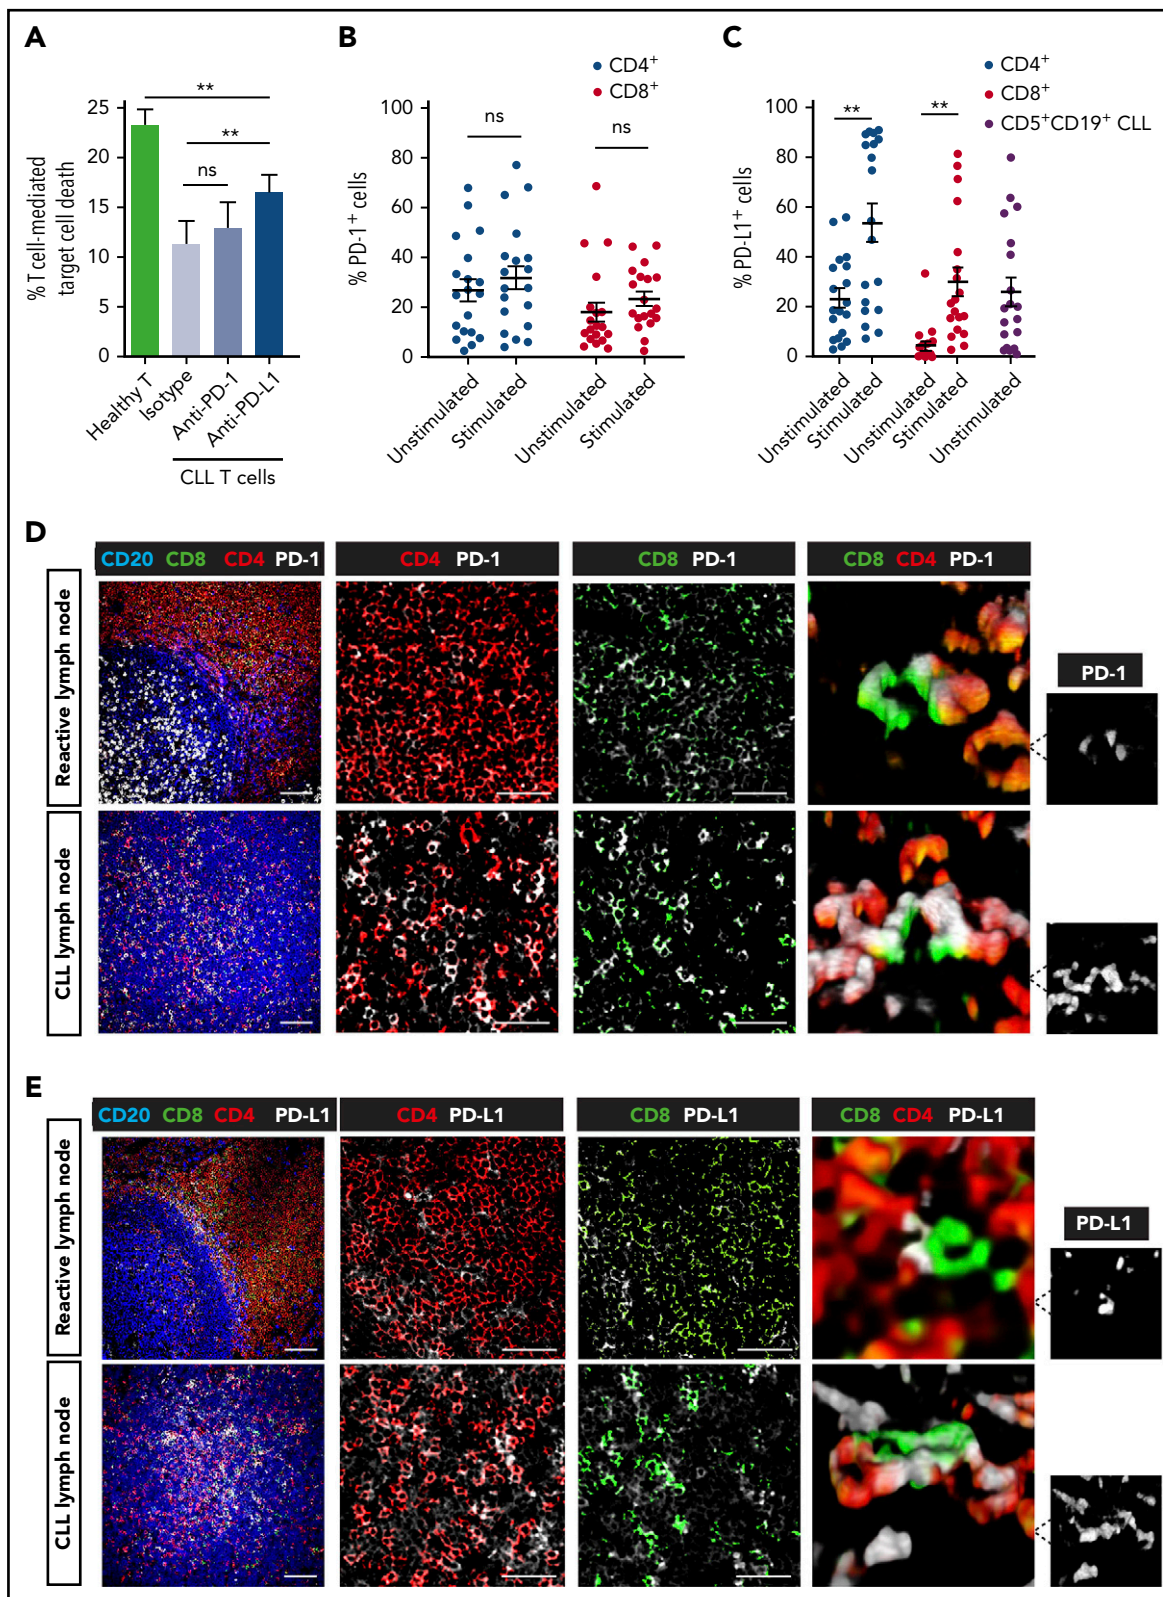 A
% T cell-mediated
target cell death
25
20
15
10
5
0
**
**
ns
Healthy T
Isotype
Anti-PD-1
Anti-PD-L1
CLL T cells
B
CD4+
CD8+
% PD-1+ cells
100
80
60
40
20
0
ns
ns
Unstimulated
Stimulated
Unstimulated
Stimulated
C
CD4+
CD8+
CD5+CD19+ CLL
% PD-L1+ cells
100
80
60
40
20
0
**
**
Unstimulated
Stimulated
Unstimulated
Stimulated
Unstimulated
D
CD20 CD8 CD4 PD-1
CD4 PD-1
CD8 PD-1
CD8 CD4 PD-1
Reactive lymph node
PD-1
CLL lymph node
E
CD20 CD8 CD4 PD-L1
CD4 PD-L1
CD8 PD-L1
CD8 CD4 PD-L1
Reactive lymph node
PD-L1
CLL lymph node